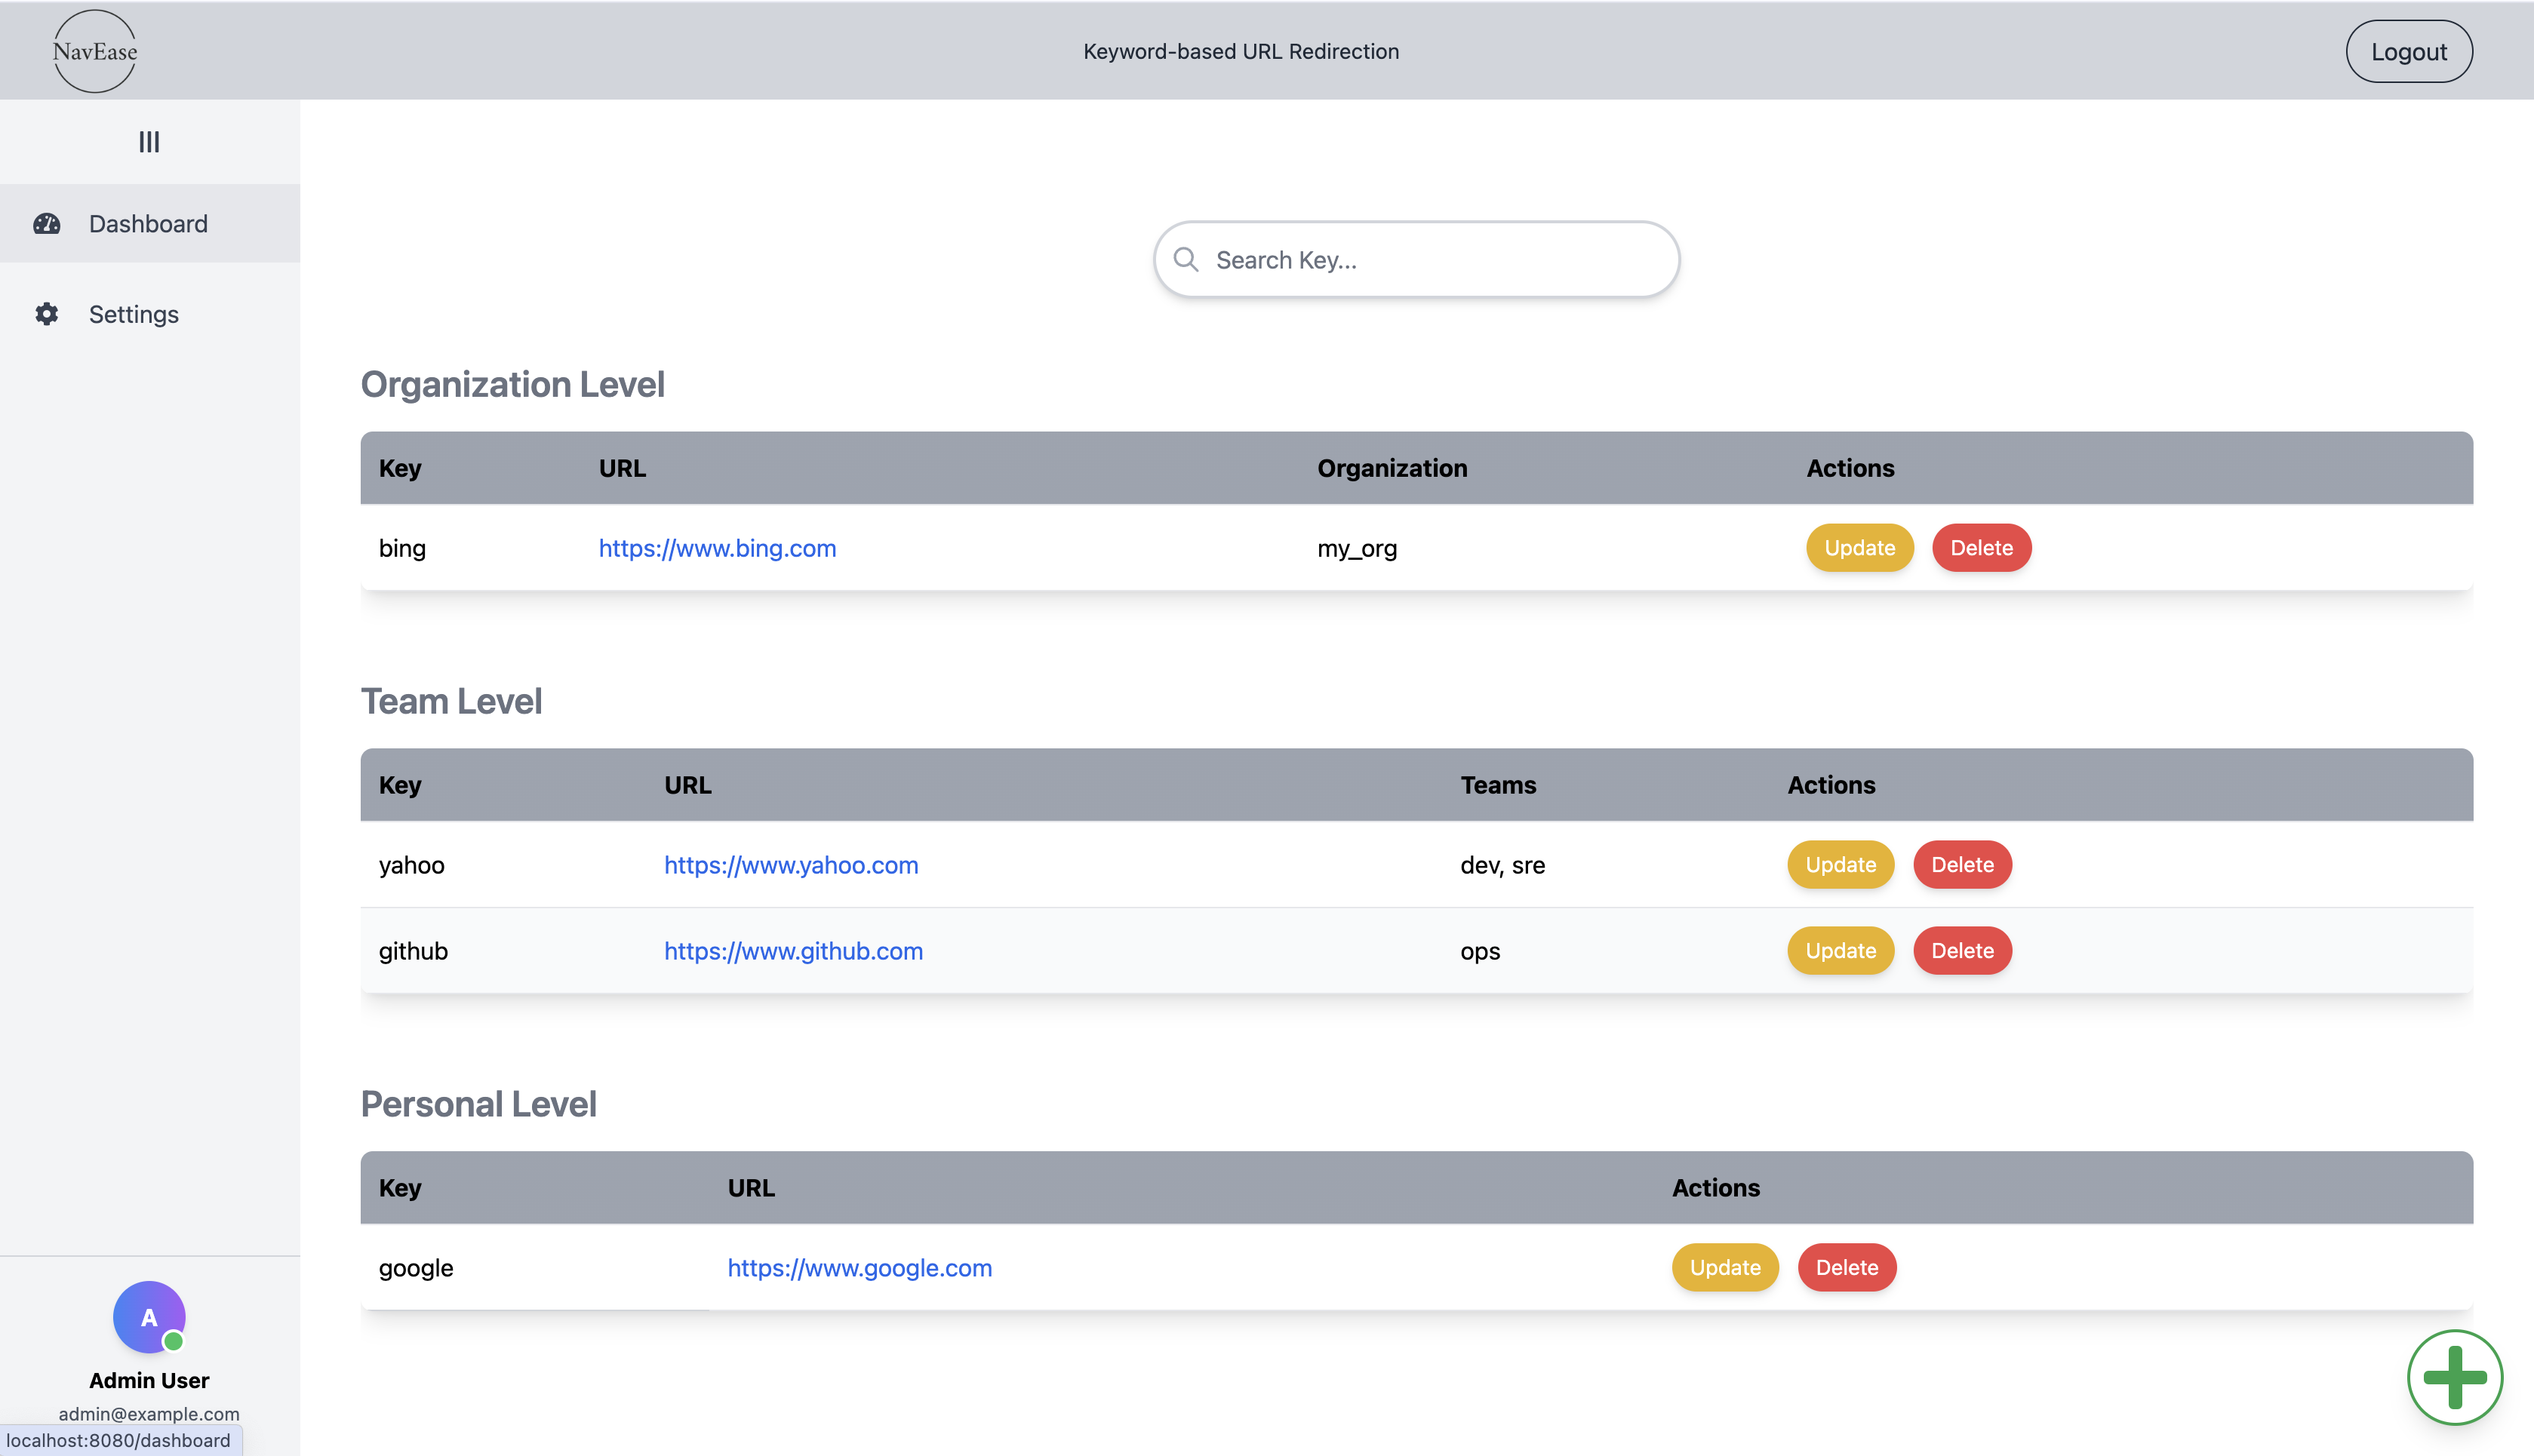 NavEase
Keyword-based URL Redirection
Logout
Dashboard
Settings
Search Key...
Organization Level
Key URL Organization Actions
bing https://www.bing.com my_org Update Delete
Team Level
Key URL Teams Actions
yahoo https://www.yahoo.com dev, sre Update Delete
github https://www.github.com ops Update Delete
Personal Level
Key URL Actions
google https://www.google.com Update Delete
A
Admin User
admin@example.com
localhost:8080/dashboard